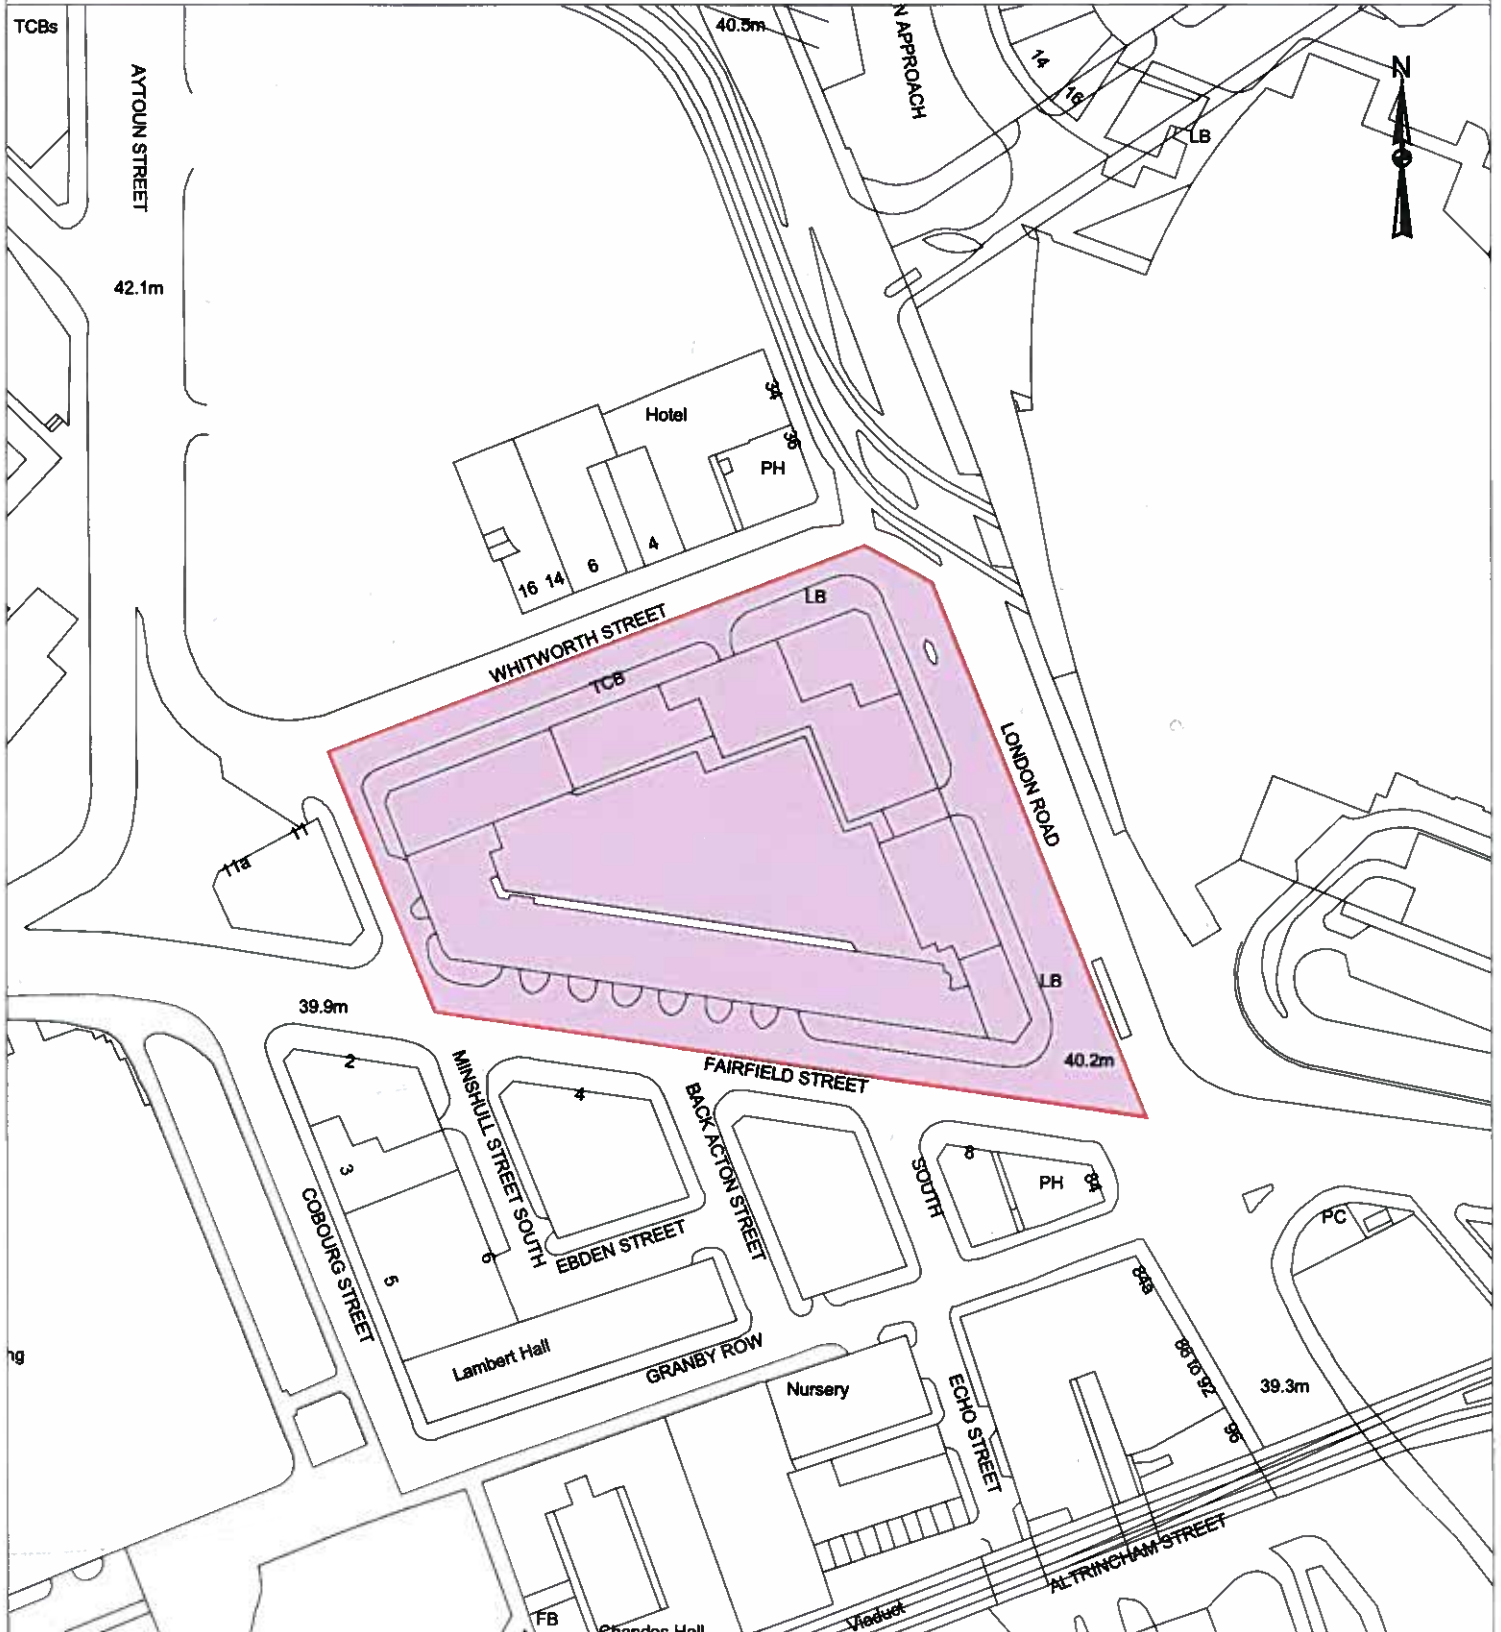 TCBs
40.5m
N APPROACH
14
16
N
AYTOUN STREET
LB
42.1m
34
Hotel
36
PH
4
6
14
16
LB
WHITWORTH STREET
TCB
LONDON ROAD
11
11a
LB
39.9m
2
40.2m
FAIRFIELD STREET
MINSHULL STREET SOUTH
4
BACK ACTON STREET
3
SOUTH
8
PH
84
COBOURG STREET
PC
EBDEN STREET
6
5
84a
ng
Lambert Hall
GRANBY ROW
86 to 92
Nursery
ECHO STREET
39.3m
96
ALTRINCHAM STREET
FB
Chandos Hall
Viaduct